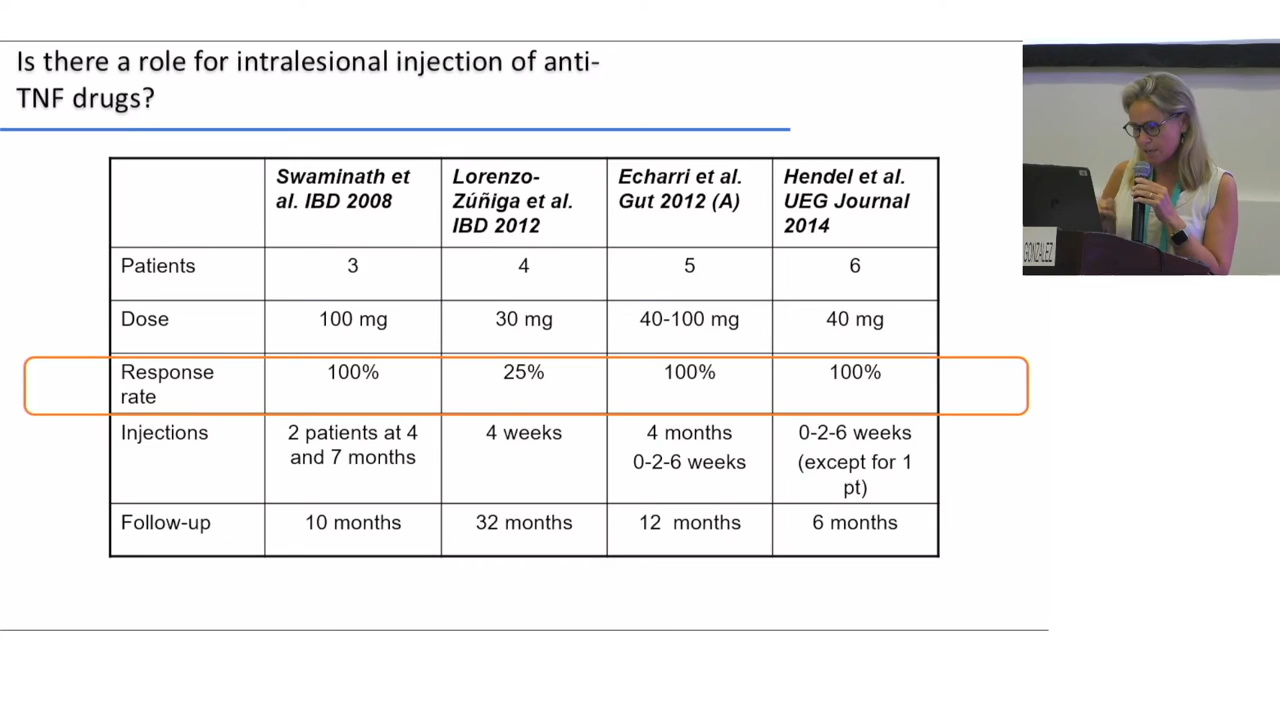 Is there a role for intralesional injection of anti-
TNF drugs?
Swaminath et
al. IBD 2008
Lorenzo-
Zúñiga et al.
IBD 2012
Echarri et al.
Gut 2012 (A)
Hendel et al.
UEG Journal
2014
Patients
3
4
5
6
Dose
100 mg
30 mg
40-100 mg
40 mg
Response
rate
100%
25%
100%
100%
Injections
2 patients at 4
and 7 months
4 weeks
4 months
0-2-6 weeks
0-2-6 weeks
(except for 1
pt)
Follow-up
10 months
32 months
12 months
6 months
GONZALEZ